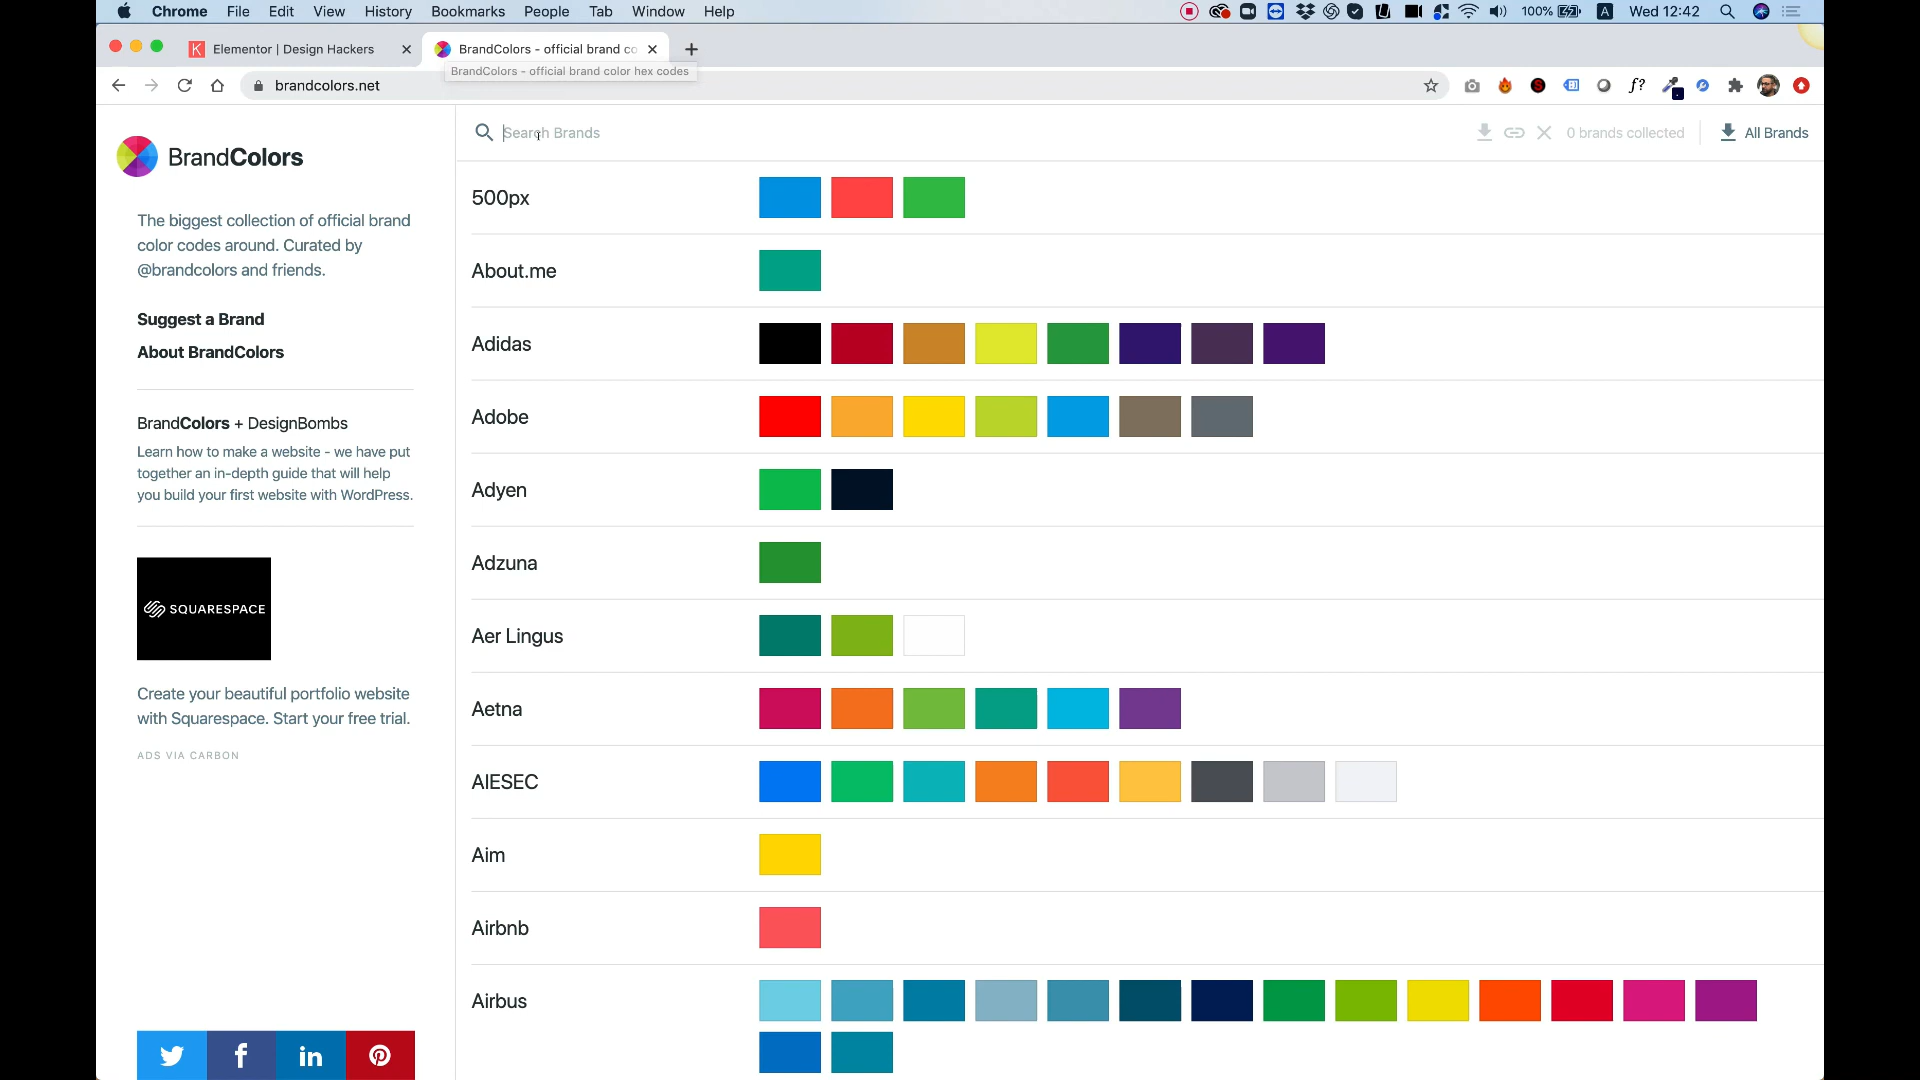 Chrome File Edit View History Bookmarks People Tab Window Help
100% A Wed 12:42
Elementor | Design Hackers
BrandColors - official brand co
BrandColors - official brand color hex codes
brandcolors.net
f?
BrandColors
The biggest collection of official brand
color codes around. Curated by
@brandcolors and friends.
Suggest a Brand
About BrandColors
BrandColors + DesignBombs
Learn how to make a website - we have put
together an in-depth guide that will help
you build your first website with WordPress.
SQUARESPACE
Create your beautiful portfolio website
with Squarespace. Start your free trial.
ADS VIA CARBON
Search Brands
0 brands collected
All Brands
500px
About.me
Adidas
Adobe
Adyen
Adzuna
Aer Lingus
Aetna
AIESEC
Aim
Airbnb
Airbus